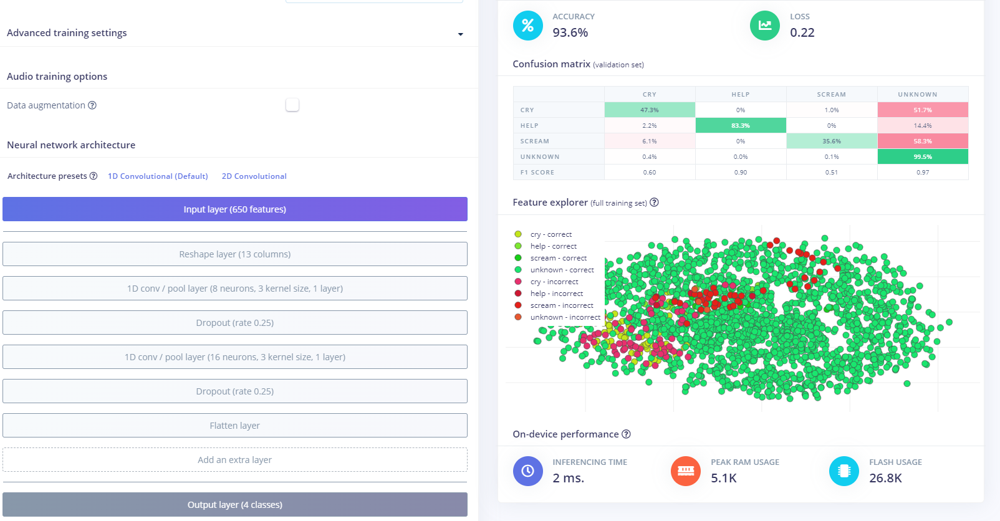 Advanced training settings
Audio training options
Data augmentation
Neural network architecture
Architecture presets 1D Convolutional (Default) 2D Convolutional
Input layer (650 features)
Reshape layer (13 columns)
1D conv / pool layer (8 neurons, 3 kernel size, 1 layer)
Dropout (rate 0.25)
1D conv / pool layer (16 neurons, 3 kernel size, 1 layer)
Dropout (rate 0.25)
Flatten layer
Add an extra layer
Output layer (4 classes)
% ACCURACY
93.6%
LOSS
0.22
Confusion matrix (validation set)
CRY HELP SCREAM UNKNOWN
CRY 47.3% 0% 1.0% 51.7%
HELP 2.2% 83.3% 0% 14.4%
SCREAM 6.1% 0% 35.6% 58.3%
UNKNOWN 0.4% 0.0% 0.1% 99.5%
F1 SCORE 0.60 0.90 0.51 0.97
Feature explorer (full training set)
cry - correct
help - correct
scream - correct
unknown - correct
cry - incorrect
help - incorrect
scream - incorrect
unknown - incorrect
On-device performance
INFERENCING TIME
2 ms.
PEAK RAM USAGE
5.1K
FLASH USAGE
26.8K